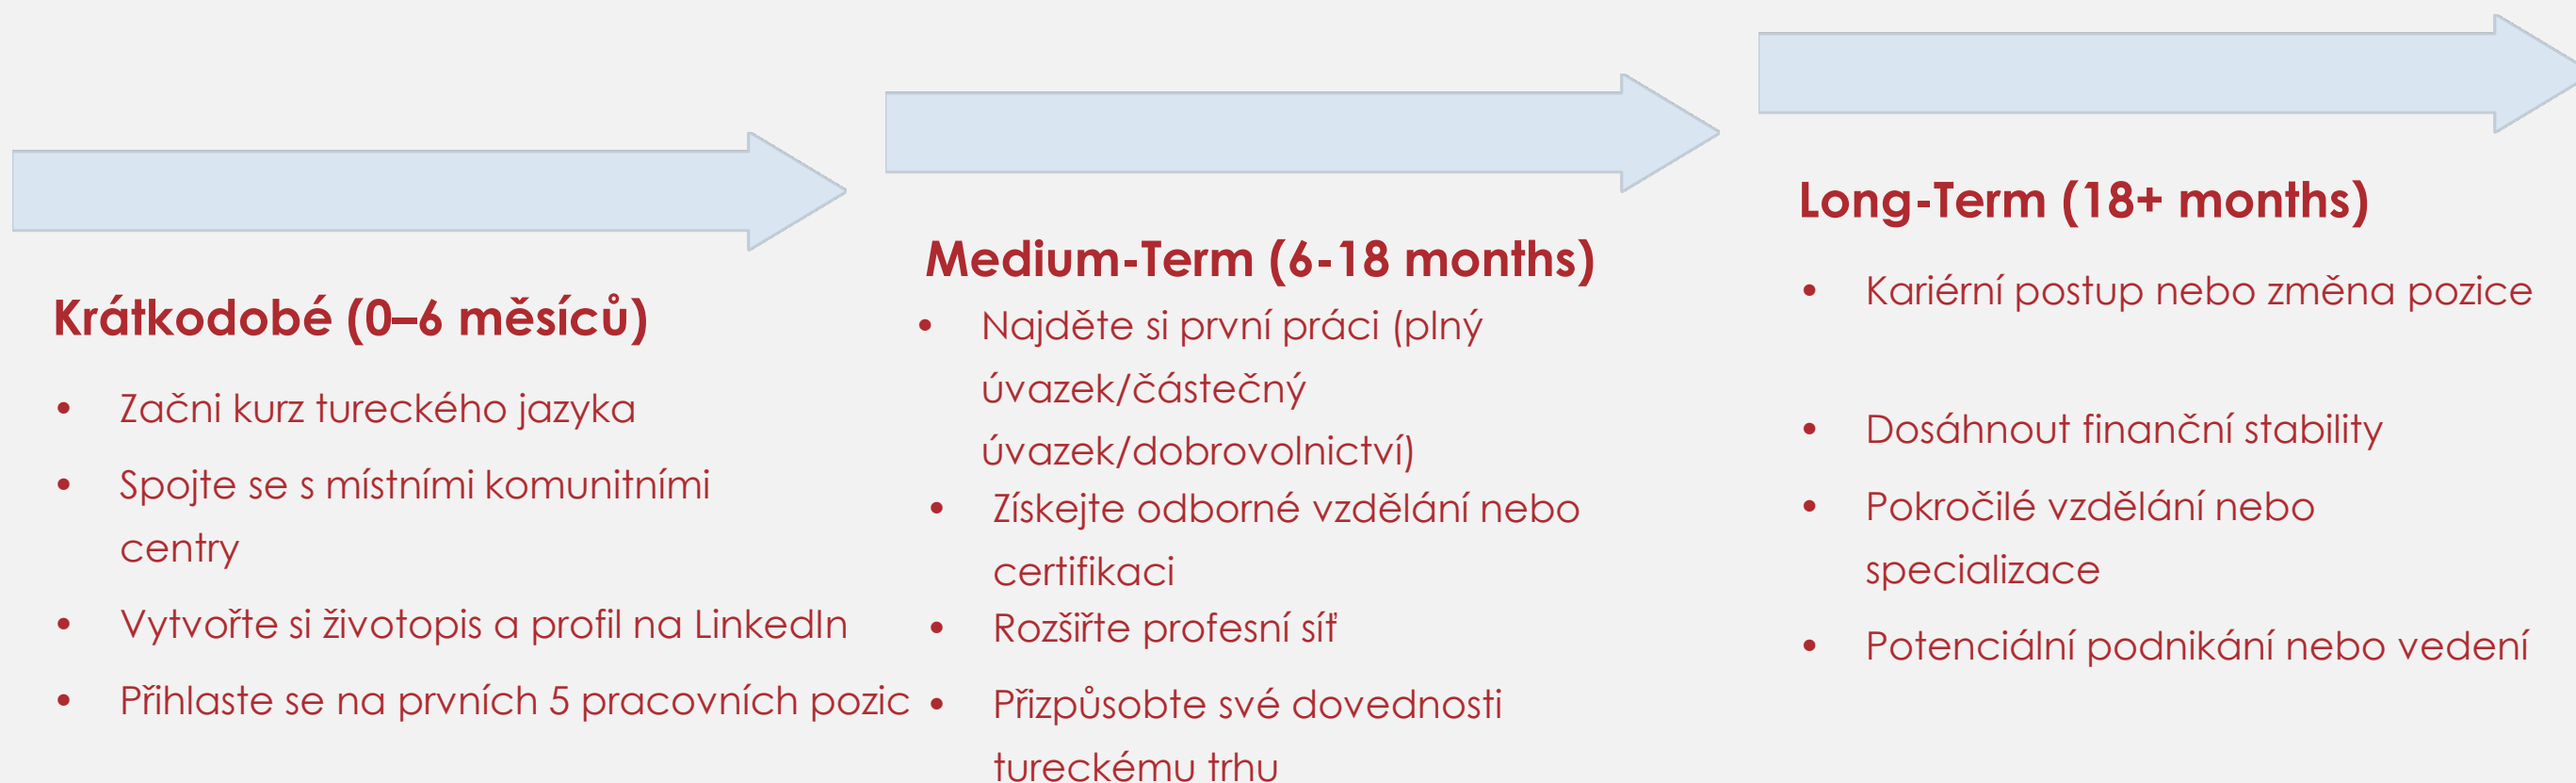 Krátkodobé (0–6 měsíců)
• Začni kurz tureckého jazyka
• Spojte se s místními komunitními
centry
• Vytvořte si životopis a profil na LinkedIn
• Přihlaste se na prvních 5 pracovních pozic
Medium-Term (6-18 months)
• Najděte si první práci (plný
úvazek/částečný
úvazek/dobrovolnictví)
• Získejte odborné vzdělání nebo
certifikaci
• Rozšiřte profesní síť
• Přizpůsobte své dovednosti
tureckému trhu
Long-Term (18+ months)
• Kariérní postup nebo změna pozice
• Dosáhnout finanční stability
• Pokročilé vzdělání nebo
specializace
• Potenciální podnikání nebo vedení